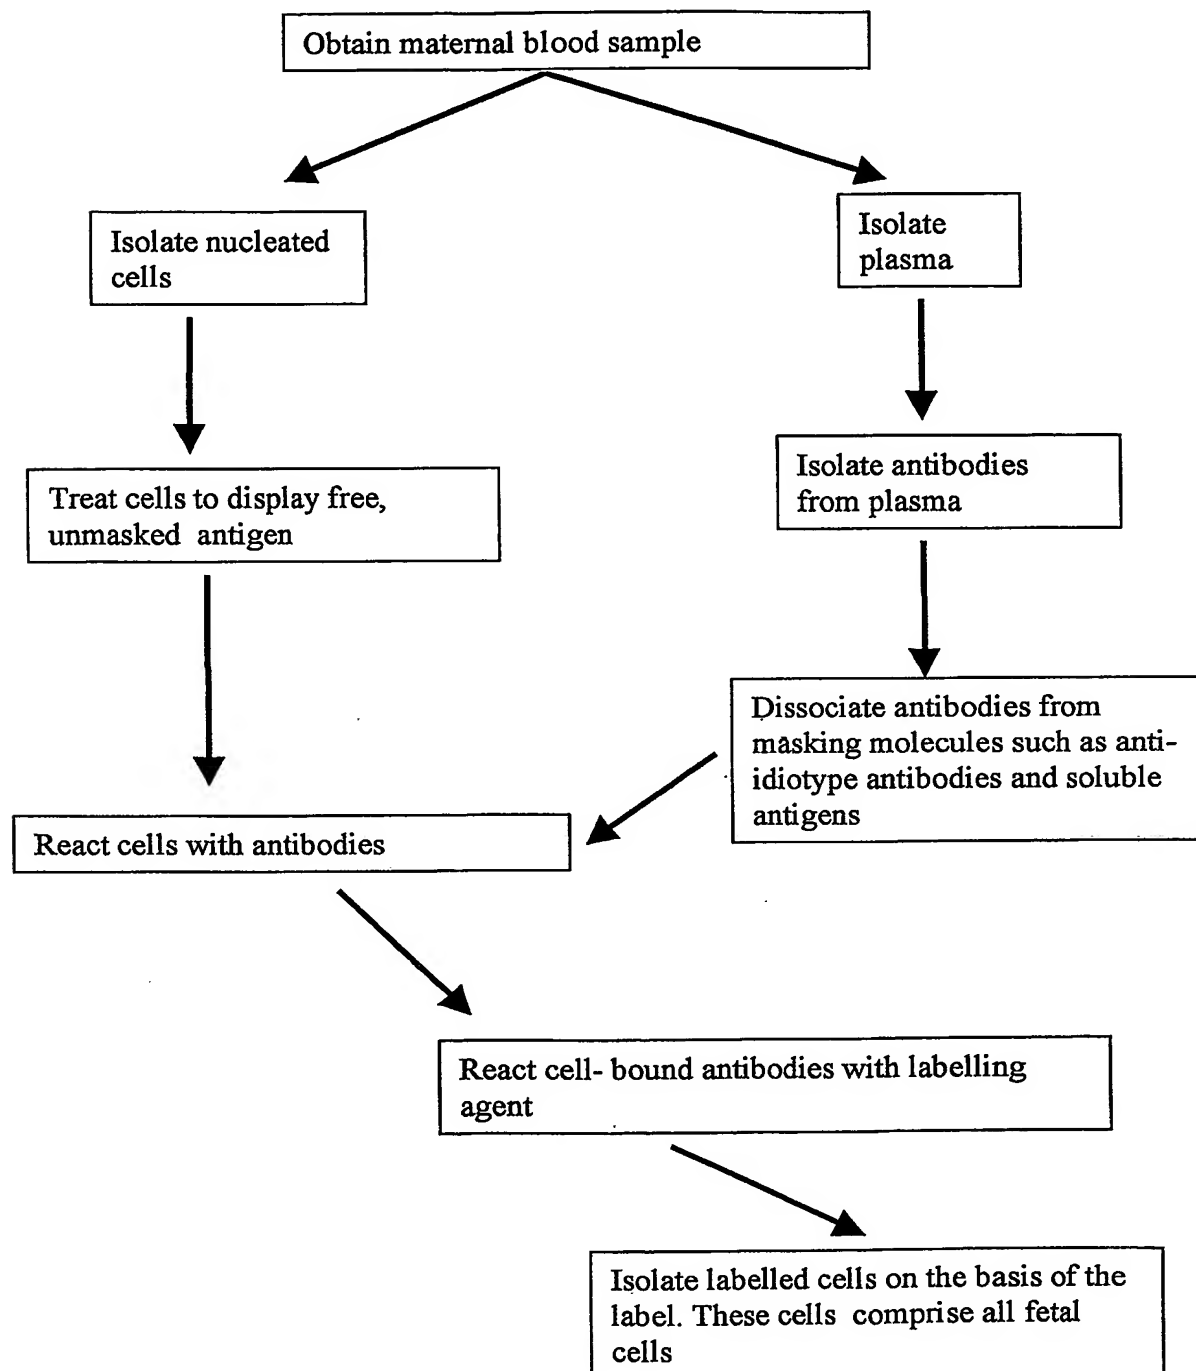 Obtain maternal blood sample
Isolate nucleated
cells
Isolate
plasma
Treat cells to display free,
unmasked antigen
Isolate antibodies
from plasma
Dissociate antibodies from
masking molecules such as anti-
idiotype antibodies and soluble
antigens
React cells with antibodies
React cell- bound antibodies with labelling
agent
Isolate labelled cells on the basis of the
label. These cells comprise all fetal
cells